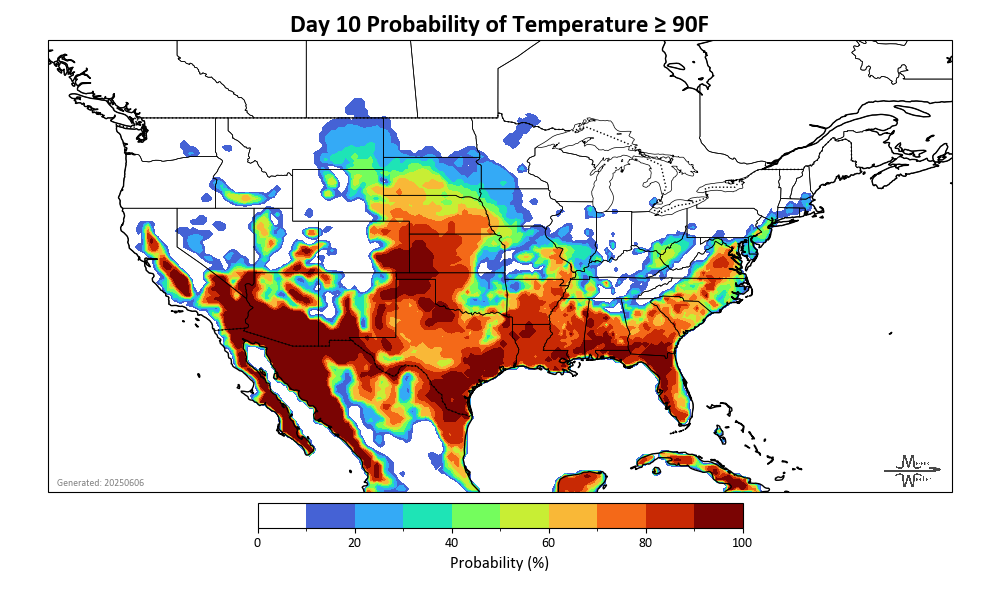 Day 10 Probability of Temperature ≥ 90F
Generated: 20250606
0 20 40 60 80 100
Probability (%)